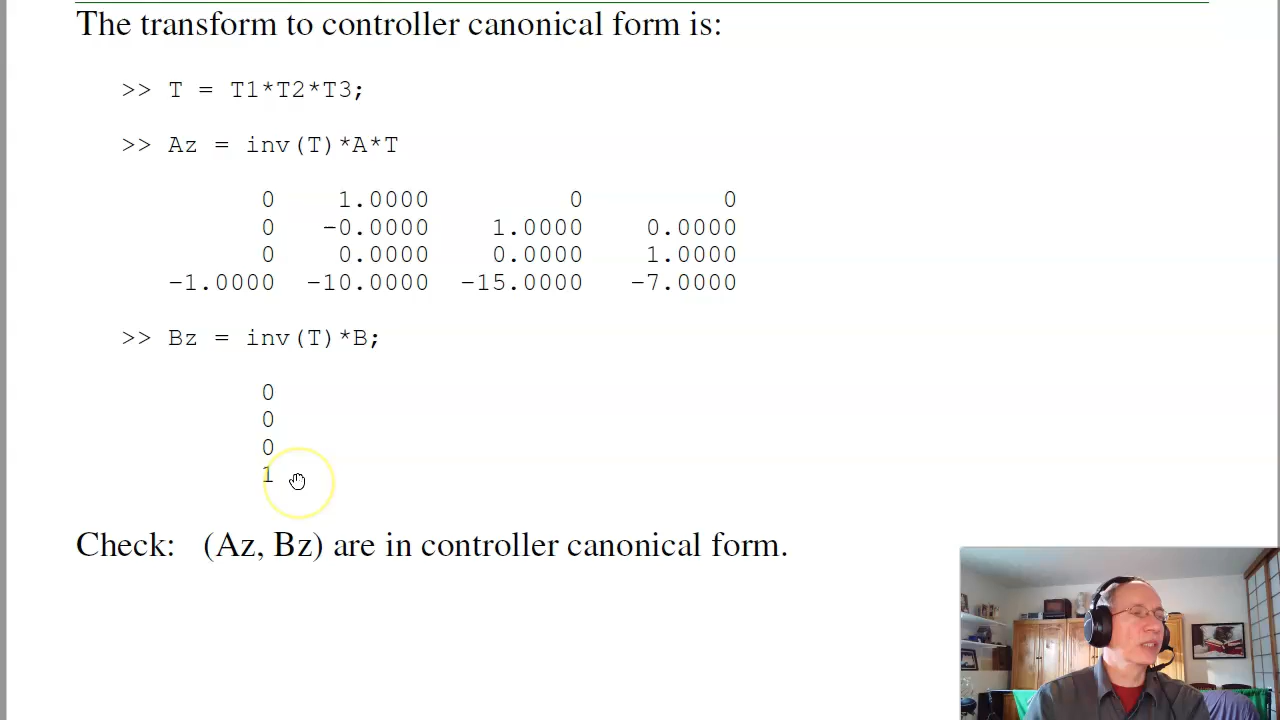 The transform to controller canonical form is:
>> T = T1*T2*T3;
>> Az = inv(T)*A*T
0 1.0000 0 0
0 -0.0000 1.0000 0.0000
0 0.0000 0.0000 1.0000
-1.0000 -10.0000 -15.0000 -7.0000
>> Bz = inv(T)*B;
0
0
0
1
Check: (Az, Bz) are in controller canonical form.